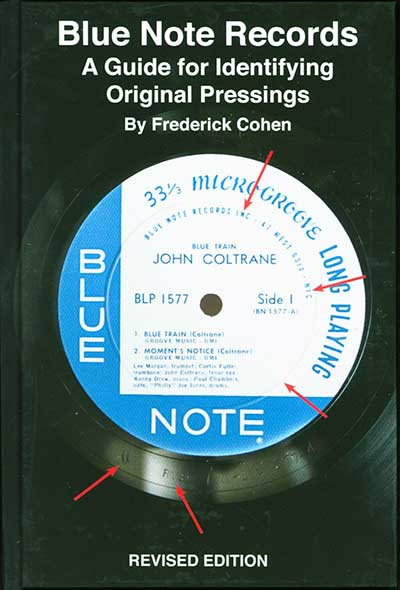 Blue Note Records
A Guide for Identifying
Original Pressings
By Frederick Cohen
33⅓ MICROGROOVE LONG PLAYING
BLUE NOTE RECORDS INC · 47 WEST 63rd · NYC
BLUE TRAIN
JOHN COLTRANE
BLP 1577
Side 1
(BN 1577-A)
1. BLUE TRAIN (Coltrane)
GROOVE MUSIC - BMI
2. MOMENT'S NOTICE (Coltrane)
GROOVE MUSIC - BMI
Lee Morgan, trumpet; Curtis Fuller,
trombone; John Coltrane, tenor sax;
Kenny Drew, piano; Paul Chambers,
bass; "Philly" Joe Jones, drums.
BLUE
NOTE®
REVISED EDITION